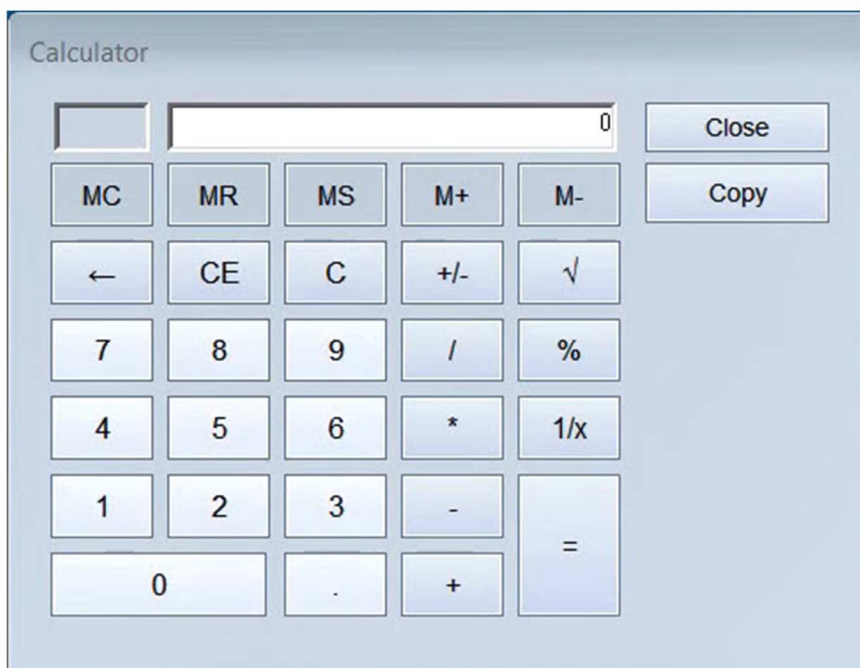 Calculator
0 Close
MC MR MS M+ M- Copy
← CE C +/- √
7 8 9 / %
4 5 6 * 1/x
1 2 3 -
=
0 . +